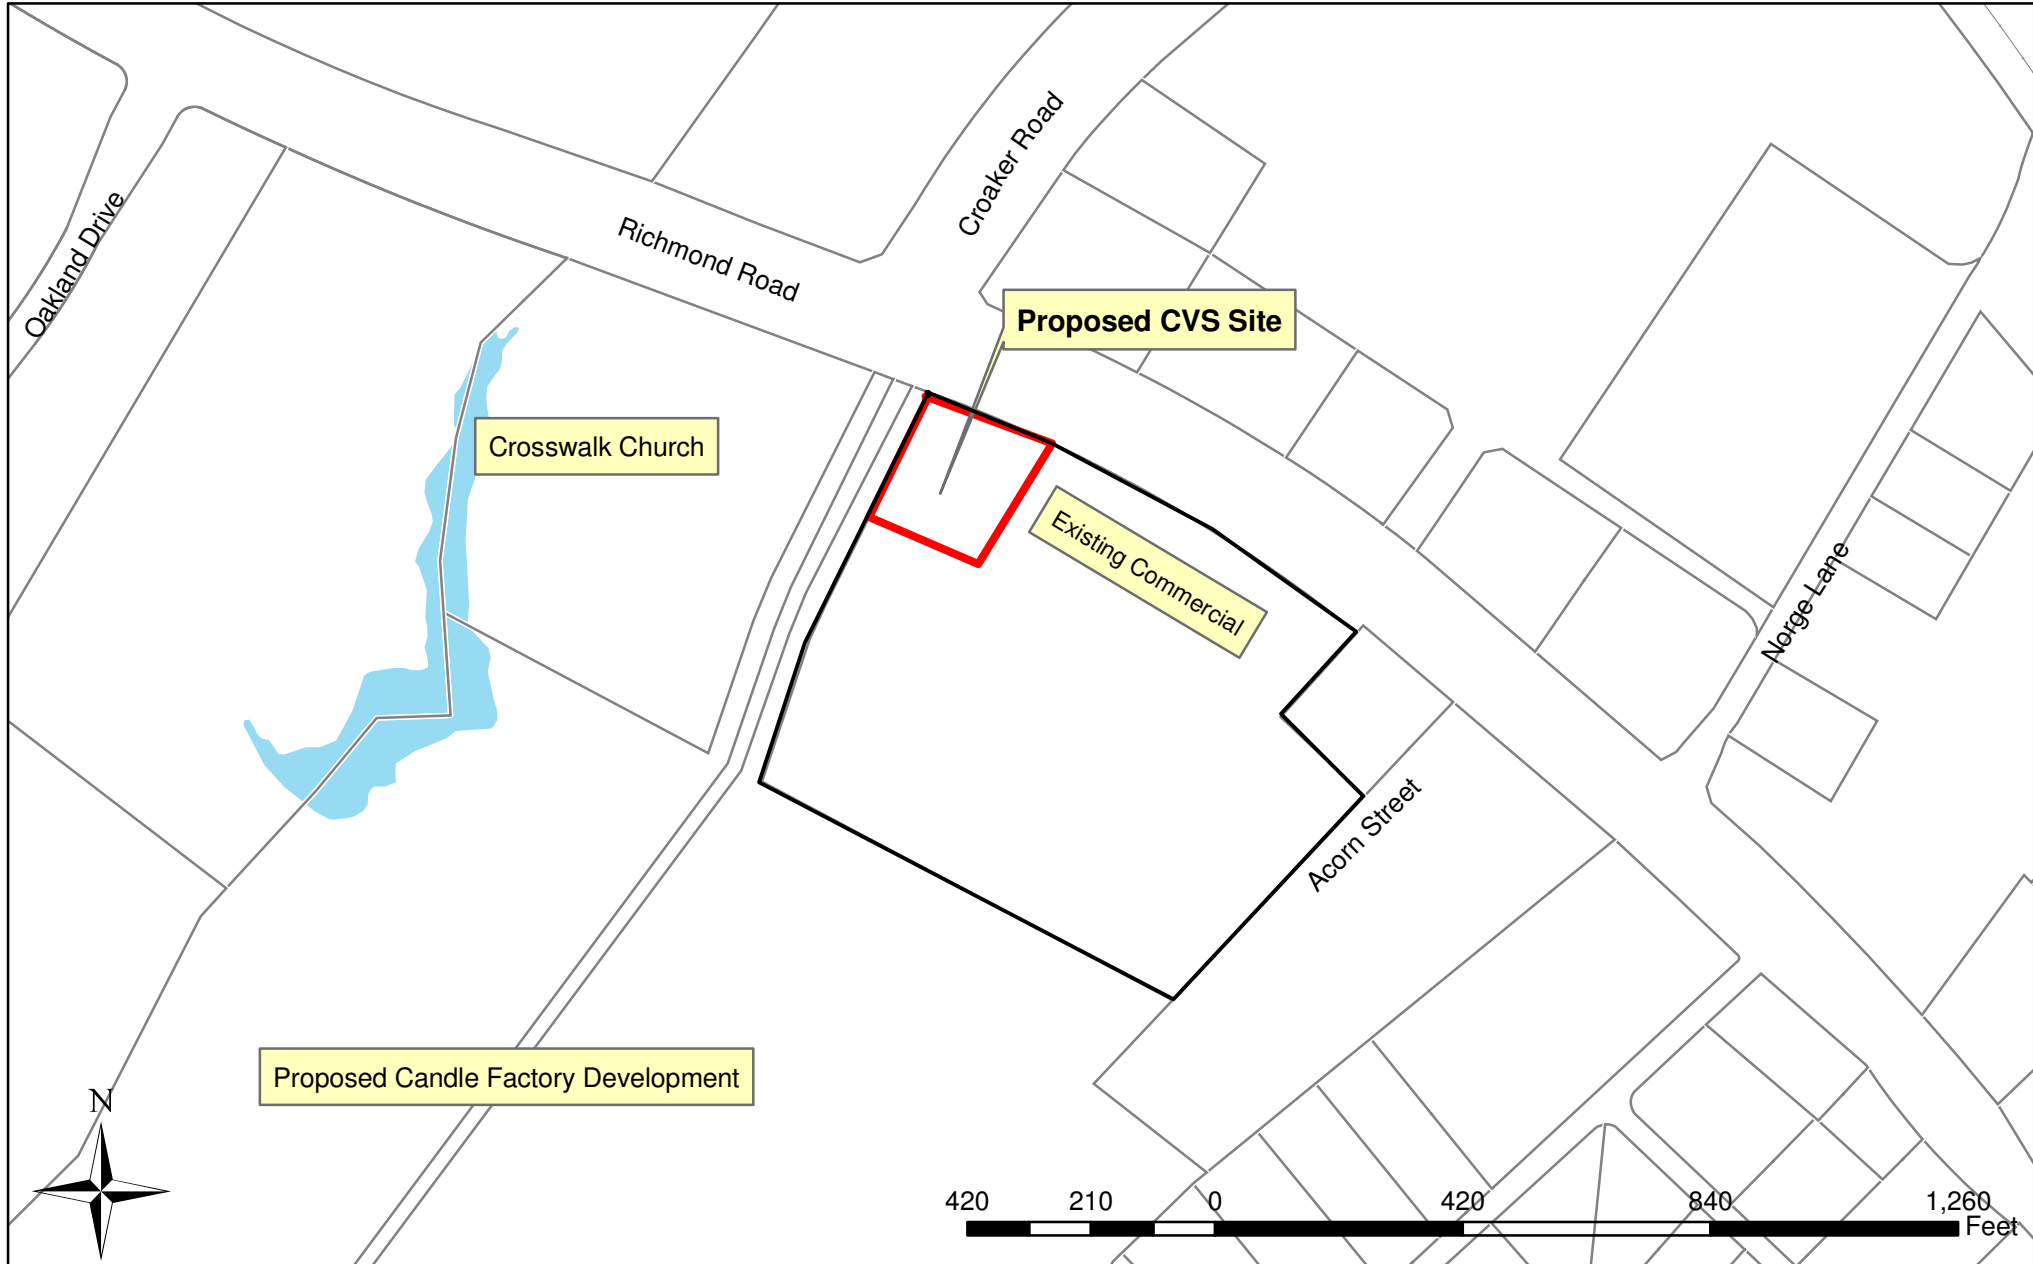 Croaker Road
Oakland Drive
Richmond Road
Proposed CVS Site
Crosswalk Church
Existing Commercial
Norge Lane
Acorn Street
Proposed Candle Factory Development
N
420 210 0 420 840 1,260
Feet